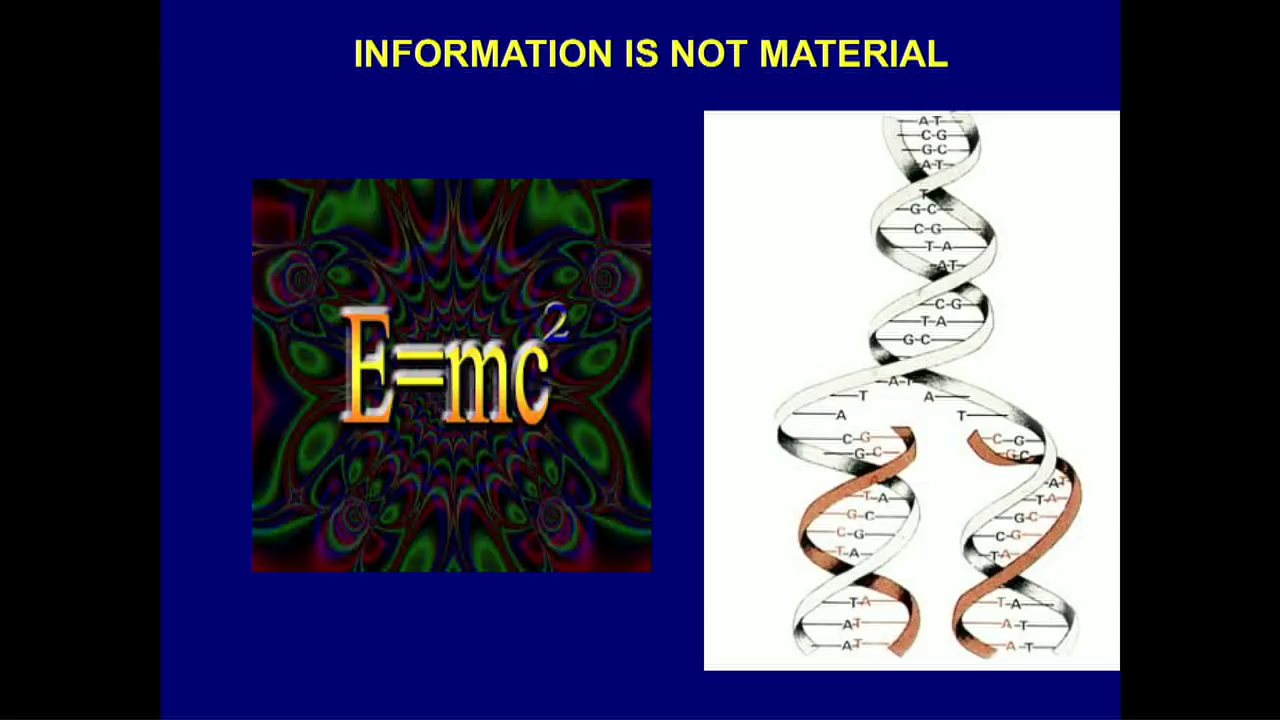 INFORMATION IS NOT MATERIAL
E=mc²
A-T
C-G
G-C
A-T
T
G-C
C-G
T-A
A-T
C-G
T-A
G-C
A-T
T A
A T
C-G C-G
G-C G-C
A A-T
T-A T-A
G-C G-C
C-G C-G
T-A T-A
T-A T-A
A-T A-T
A-T A-T